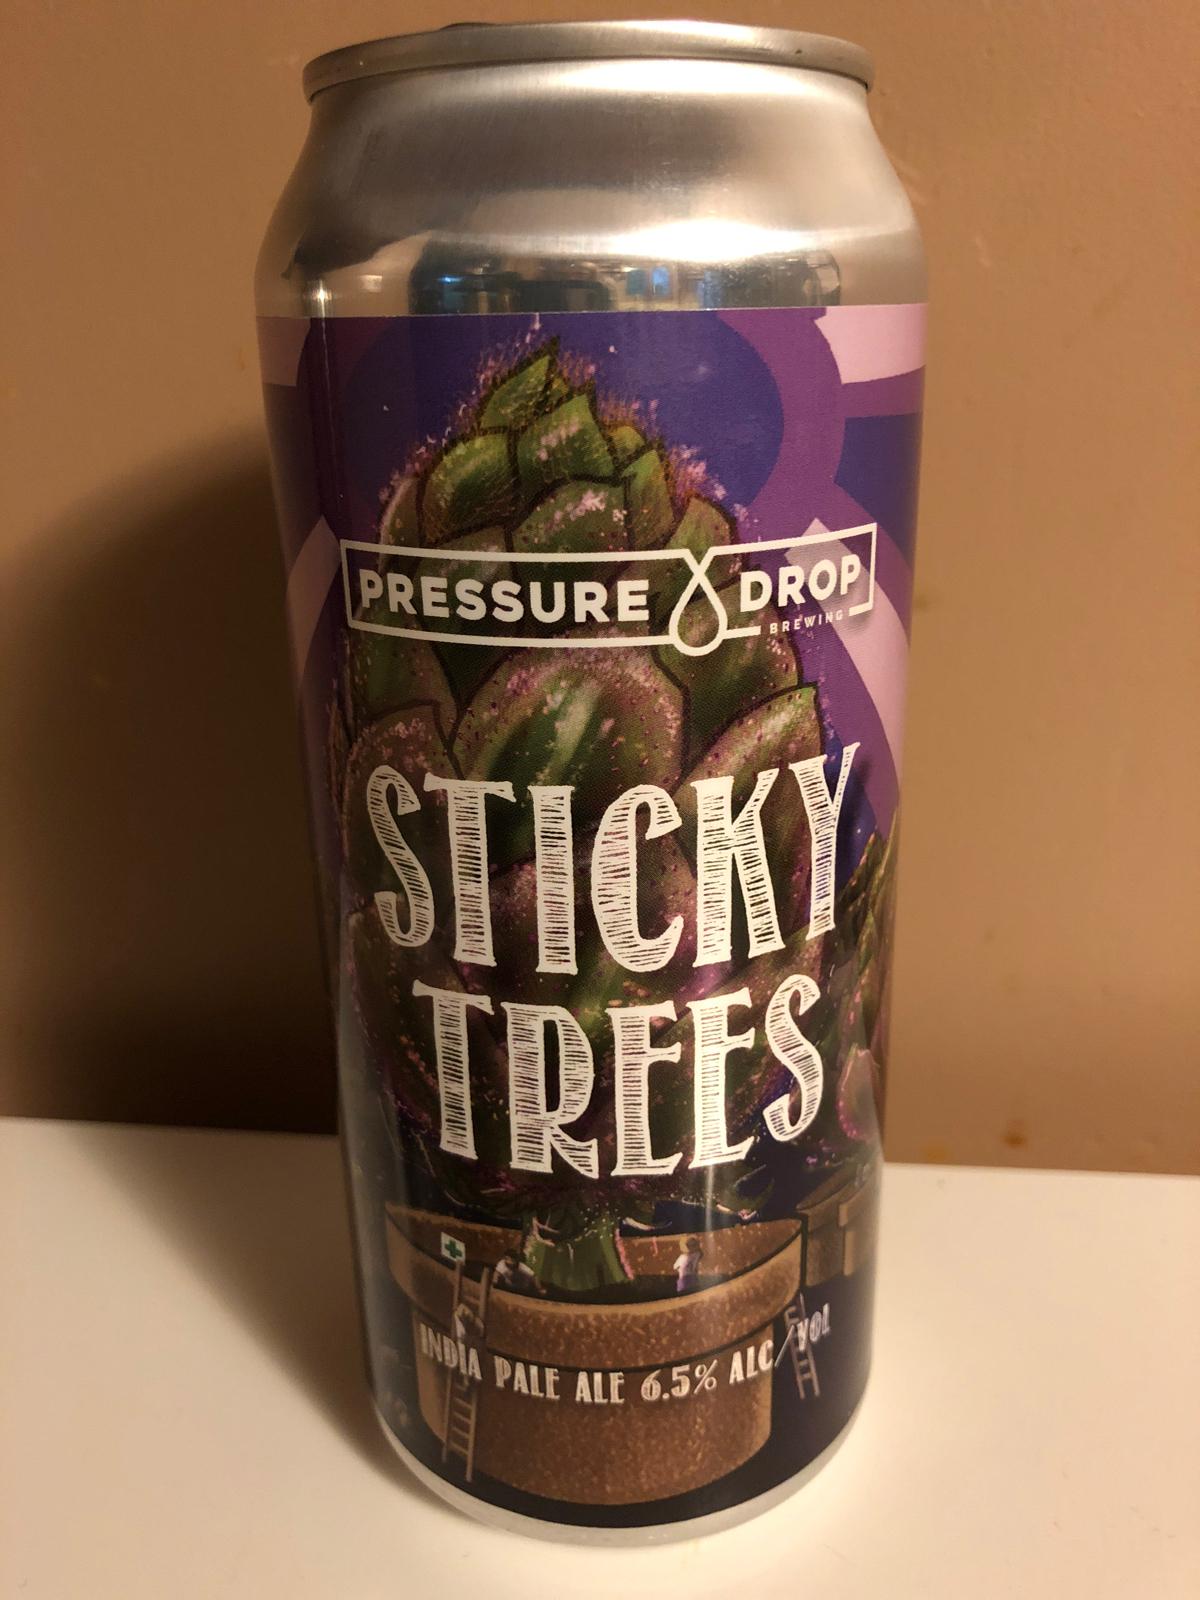 PRESSURE DROP
BREWING
STICKY
TREES
INDIA PALE ALE 6.5% ALC/VOL